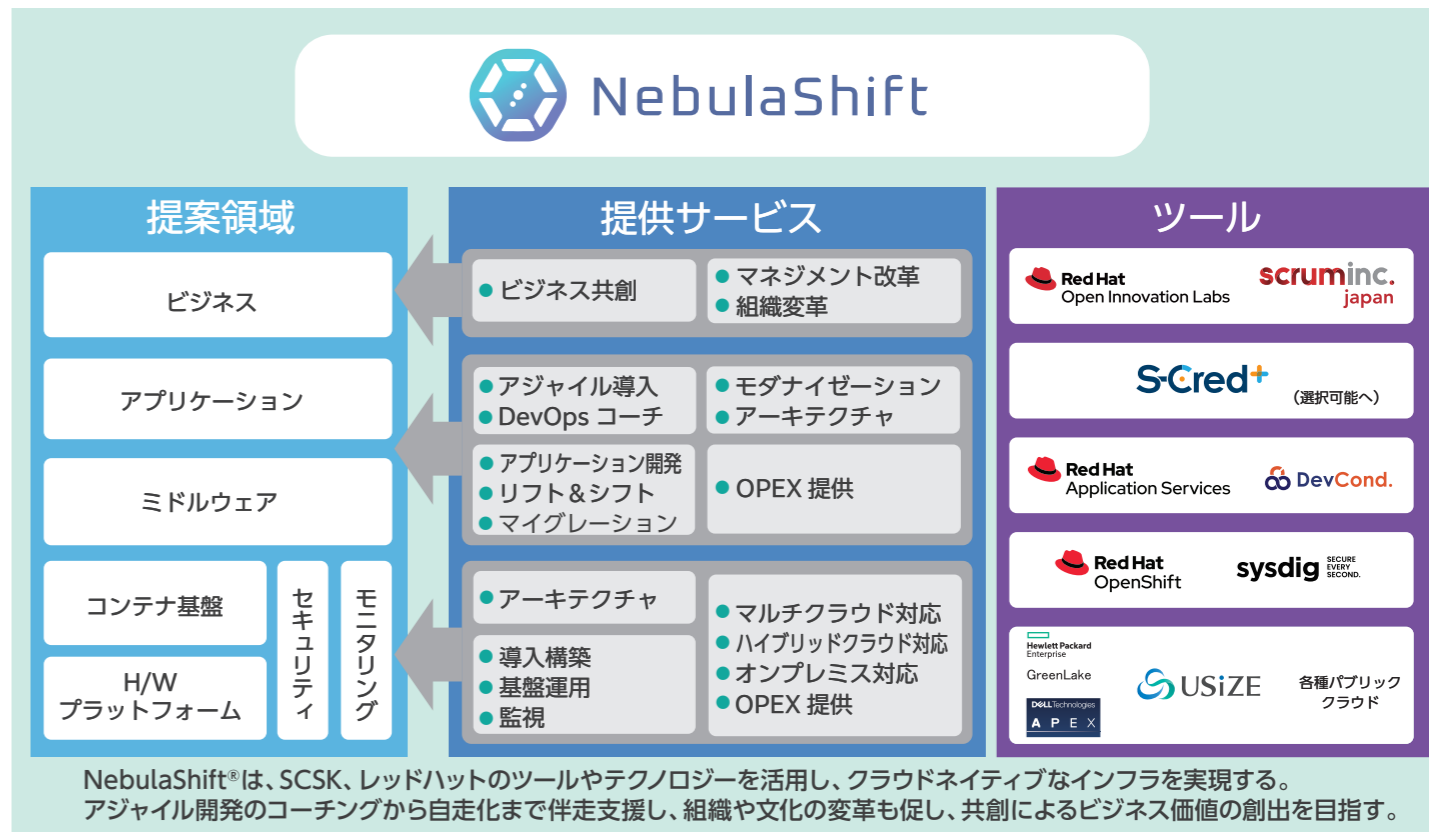 NebulaShift
提案領域
ビジネス
アプリケーション
ミドルウェア
コンテナ基盤
H/W
プラットフォーム
セキュリティ
モニタリング
提供サービス
ビジネス共創
マネジメント改革
組織変革
アジャイル導入
DevOps コーチ
モダナイゼーション
アーキテクチャ
アプリケーション開発
リフト&シフト
マイグレーション
OPEX 提供
アーキテクチャ
導入構築
基盤運用
監視
マルチクラウド対応
ハイブリッドクラウド対応
オンプレミス対応
OPEX 提供
ツール
Red Hat
Open Innovation Labs
scruminc.
japan
S-Cred+
(選択可能へ)
Red Hat
Application Services
DevCond.
Red Hat
OpenShift
sysdig
SECURE
EVERY
SECOND.
Hewlett Packard
Enterprise
GreenLake
DELLTechnologies
APEX
USiZE
各種パブリック
クラウド
NebulaShift®は、SCSK、レッドハットのツールやテクノロジーを活用し、クラウドネイティブなインフラを実現する。
アジャイル開発のコーチングから自走化まで伴走支援し、組織や文化の変革も促し、共創によるビジネス価値の創出を目指す。